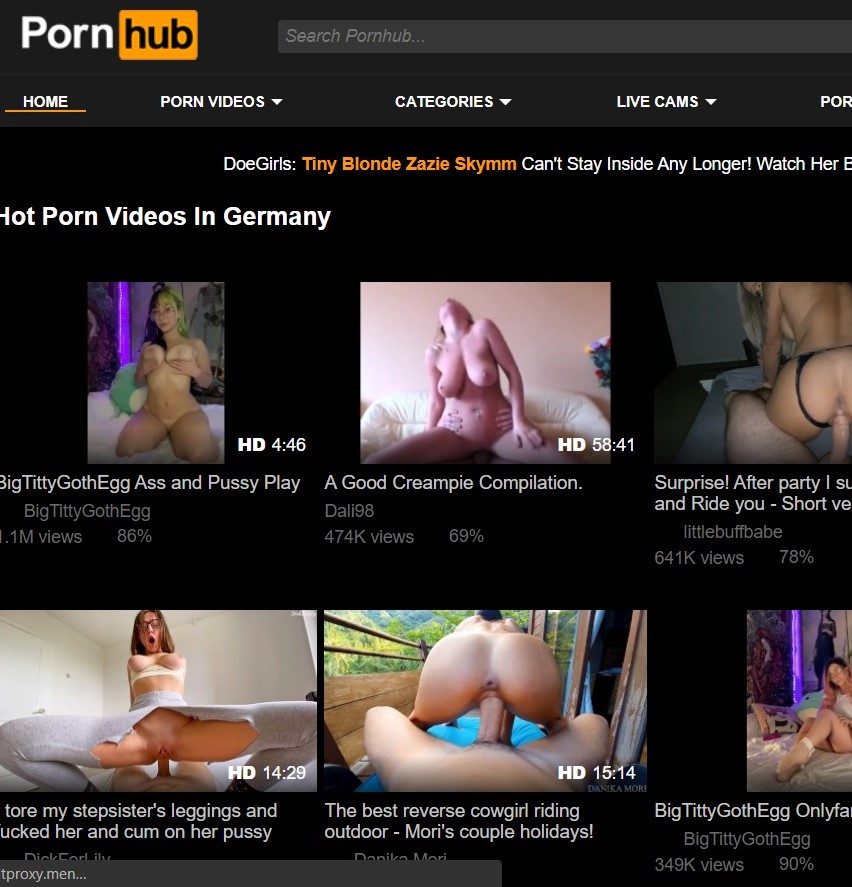 Porn hub
Search Pornhub...
HOME PORN VIDEOS CATEGORIES LIVE CAMS POR
DoeGirls: Tiny Blonde Zazie Skymm Can't Stay Inside Any Longer! Watch Her B
Hot Porn Videos In Germany
HD 4:46
HD 58:41
BigTittyGothEgg Ass and Pussy Play
BigTittyGothEgg
1.1M views 86%
A Good Creampie Compilation.
Dali98
474K views 69%
Surprise! After party I su
and Ride you - Short ve
littlebuffbabe
641K views 78%
HD 14:29
HD 15:14
DANIKA MORI
tore my stepsister's leggings and
fucked her and cum on her pussy
DickForLily
The best reverse cowgirl riding
outdoor - Mori's couple holidays!
Danika Mori
BigTittyGothEgg Onlyfa
BigTittyGothEgg
349K views 90%
tproxy.men...